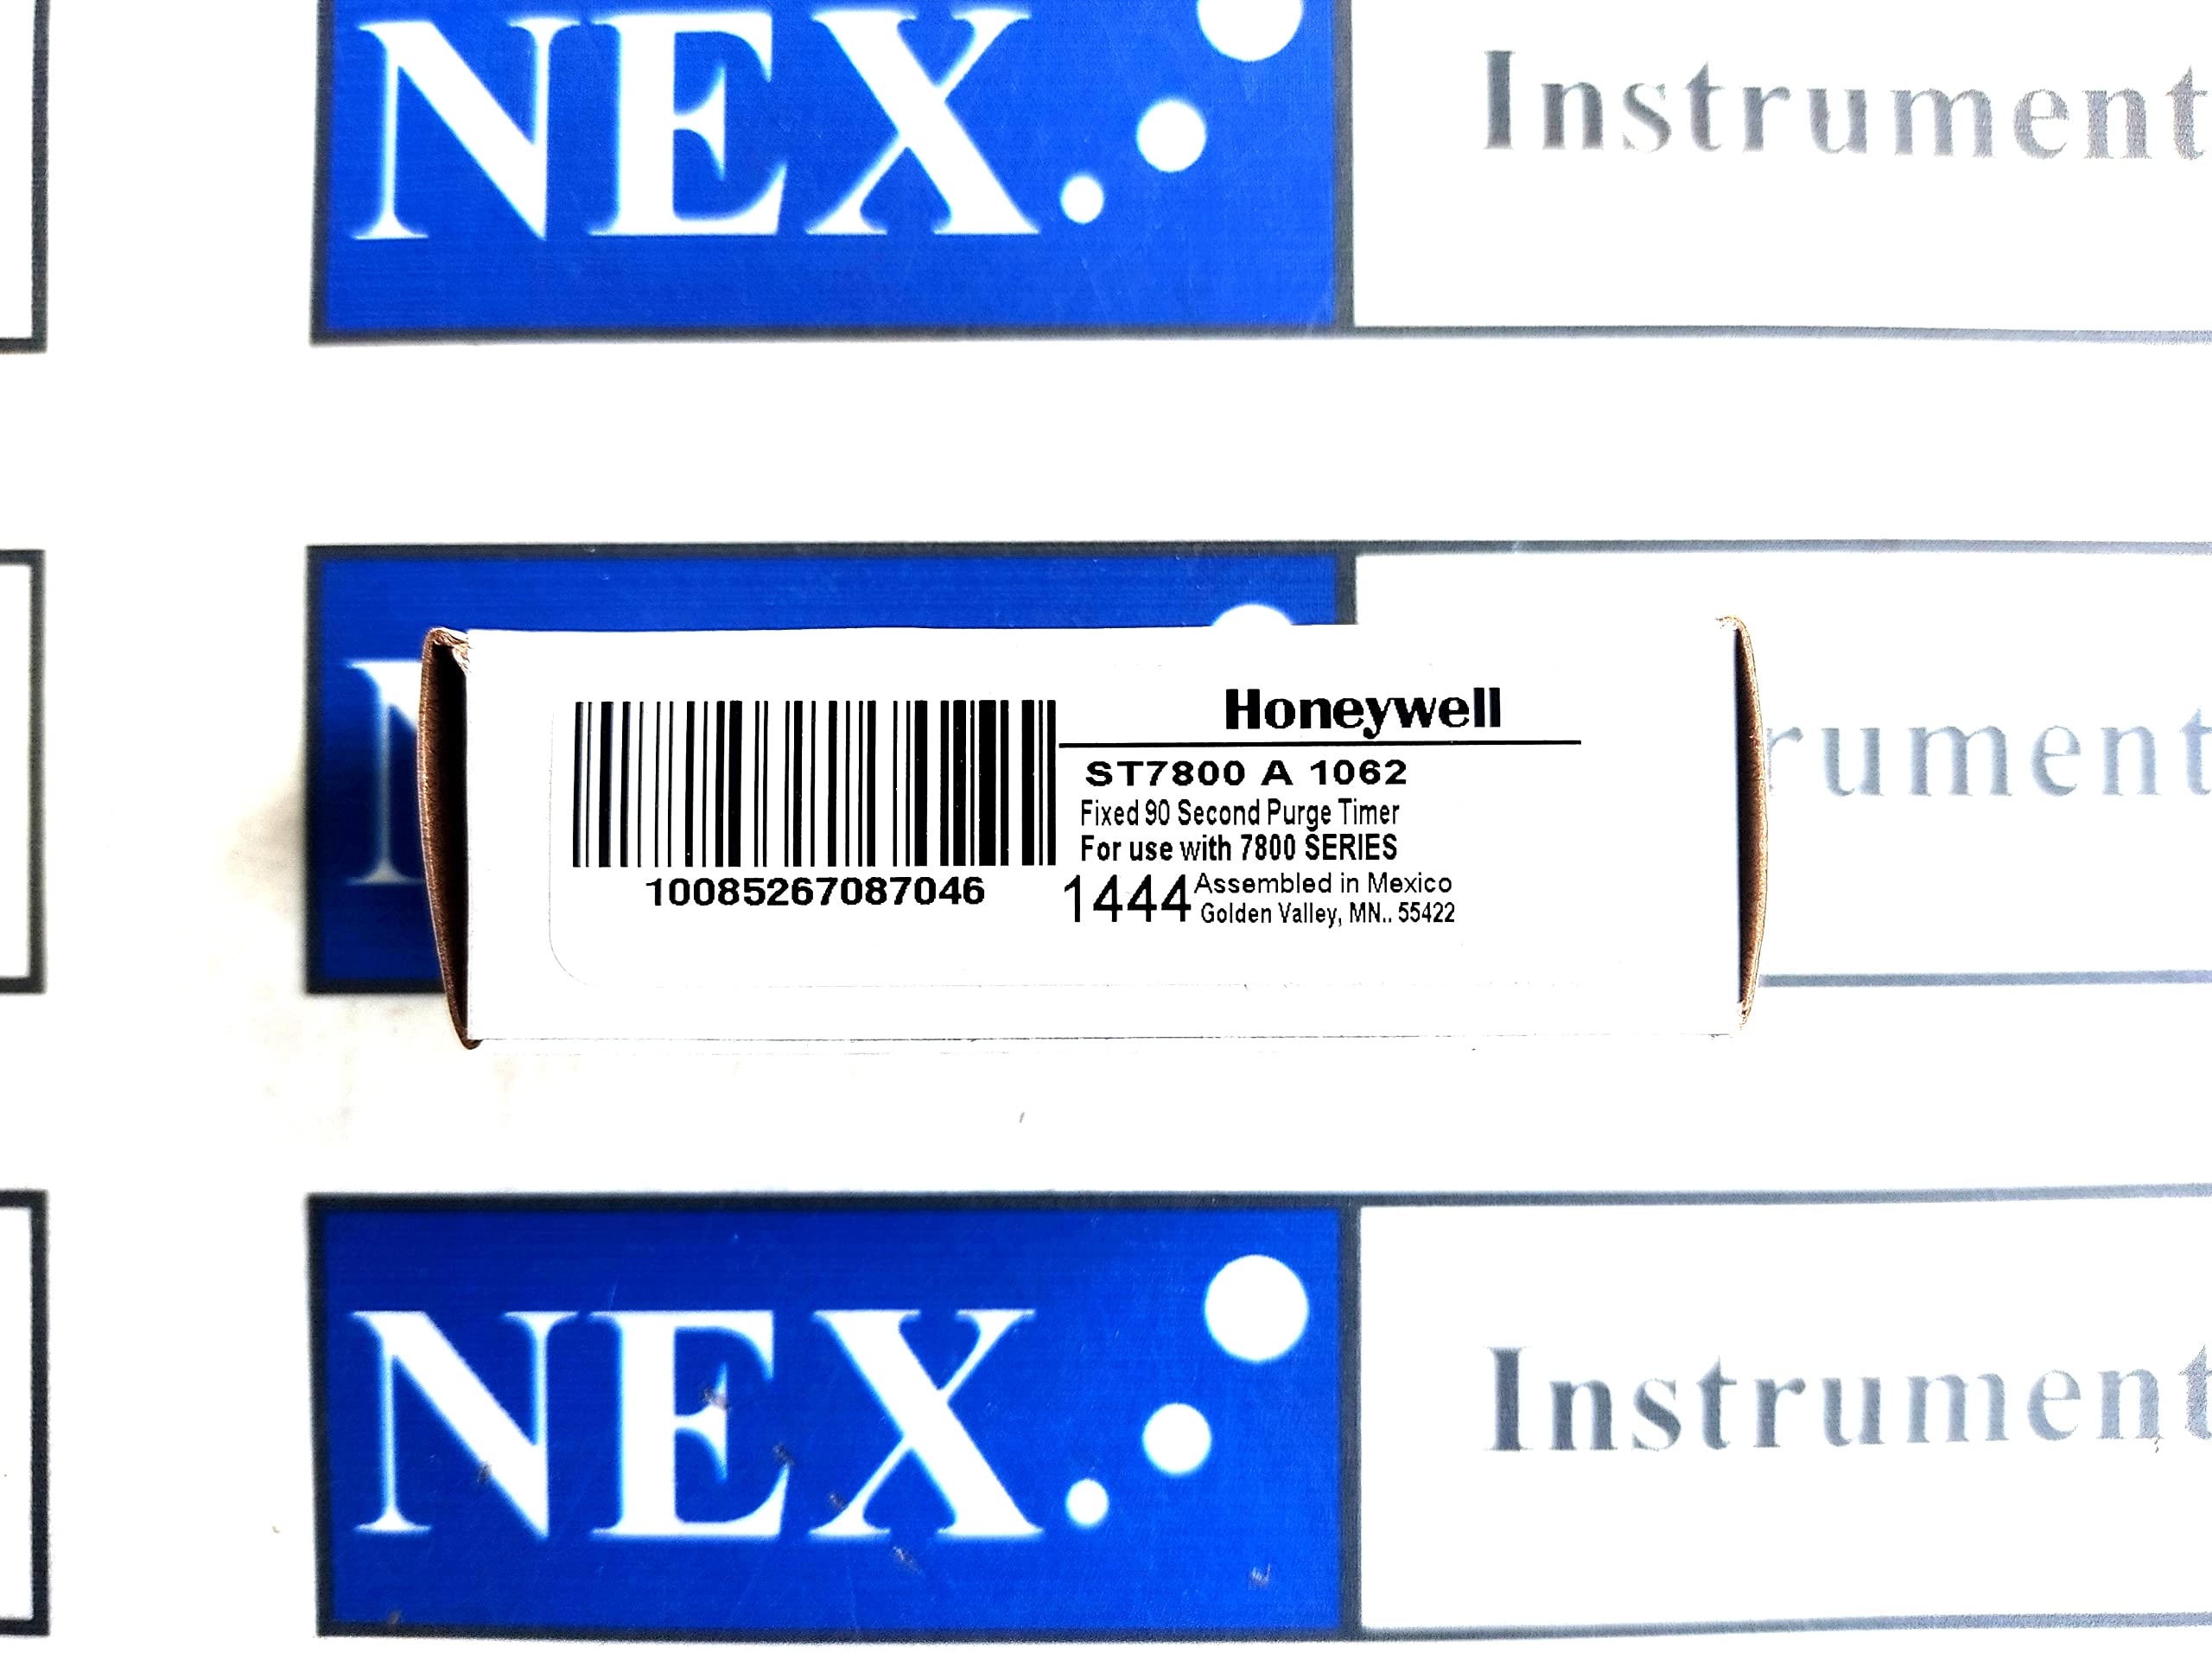 NEX.
Instrument
Honeywell
ST7800 A 1062
Fixed 90 Second Purge Timer
For use with 7800 SERIES
10085267087046
1444
Assembled in Mexico
Golden Valley, MN.. 55422
N
rument
NEX.
Instrument